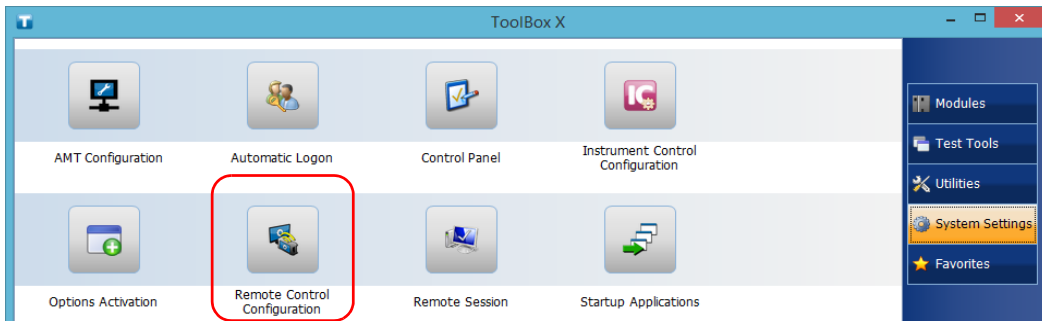 ToolBox X
AMT Configuration
Automatic Logon
Control Panel
Instrument Control
Configuration
Options Activation
Remote Control
Configuration
Remote Session
Startup Applications
Modules
Test Tools
Utilities
System Settings
Favorites